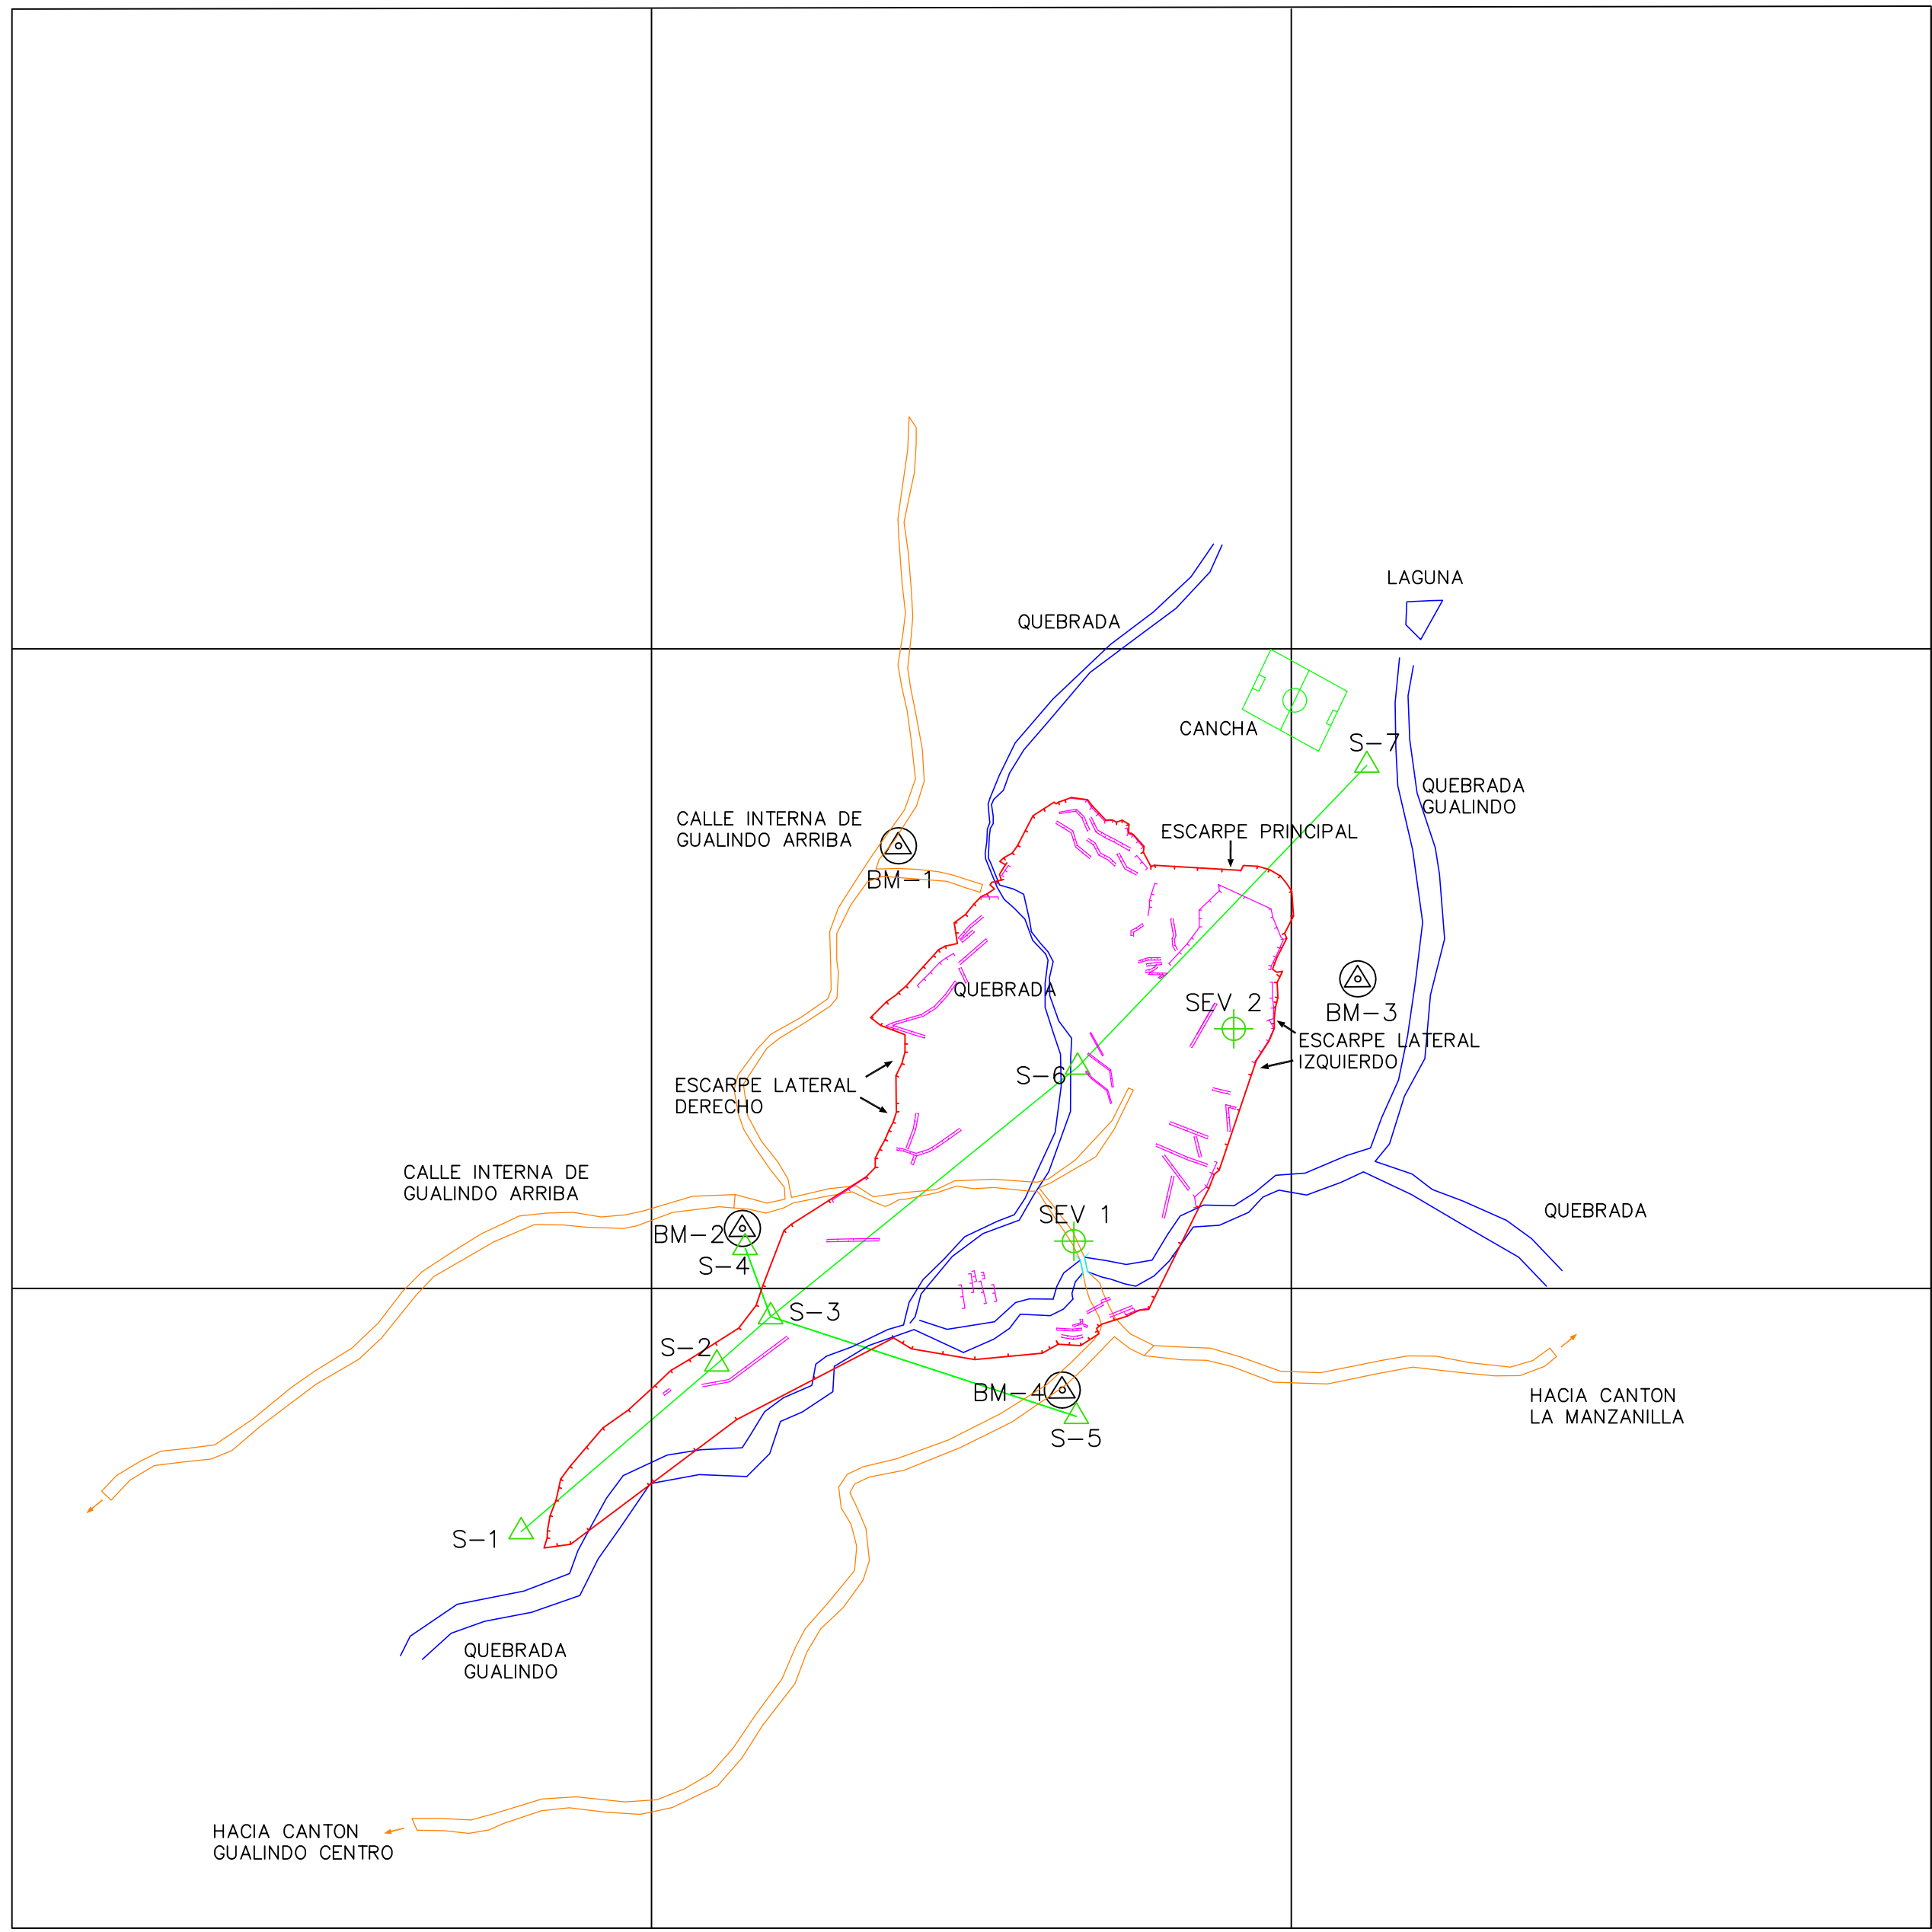 LAGUNA
QUEBRADA
CANCHA
S-7
QUEBRADA
GUALINDO
CALLE INTERNA DE
GUALINDO ARRIBA
ESCARPE PRINCIPAL
BM-1
QUEBRADA
SEV 2
BM-3
ESCARPE LATERAL
IZQUIERDO
S-6
ESCARPE LATERAL
DERECHO
CALLE INTERNA DE
GUALINDO ARRIBA
SEV 1
QUEBRADA
BM-2
S-4
S-3
S-2
BM-4
HACIA CANTON
LA MANZANILLA
S-5
S-1
QUEBRADA
GUALINDO
HACIA CANTON
GUALINDO CENTRO